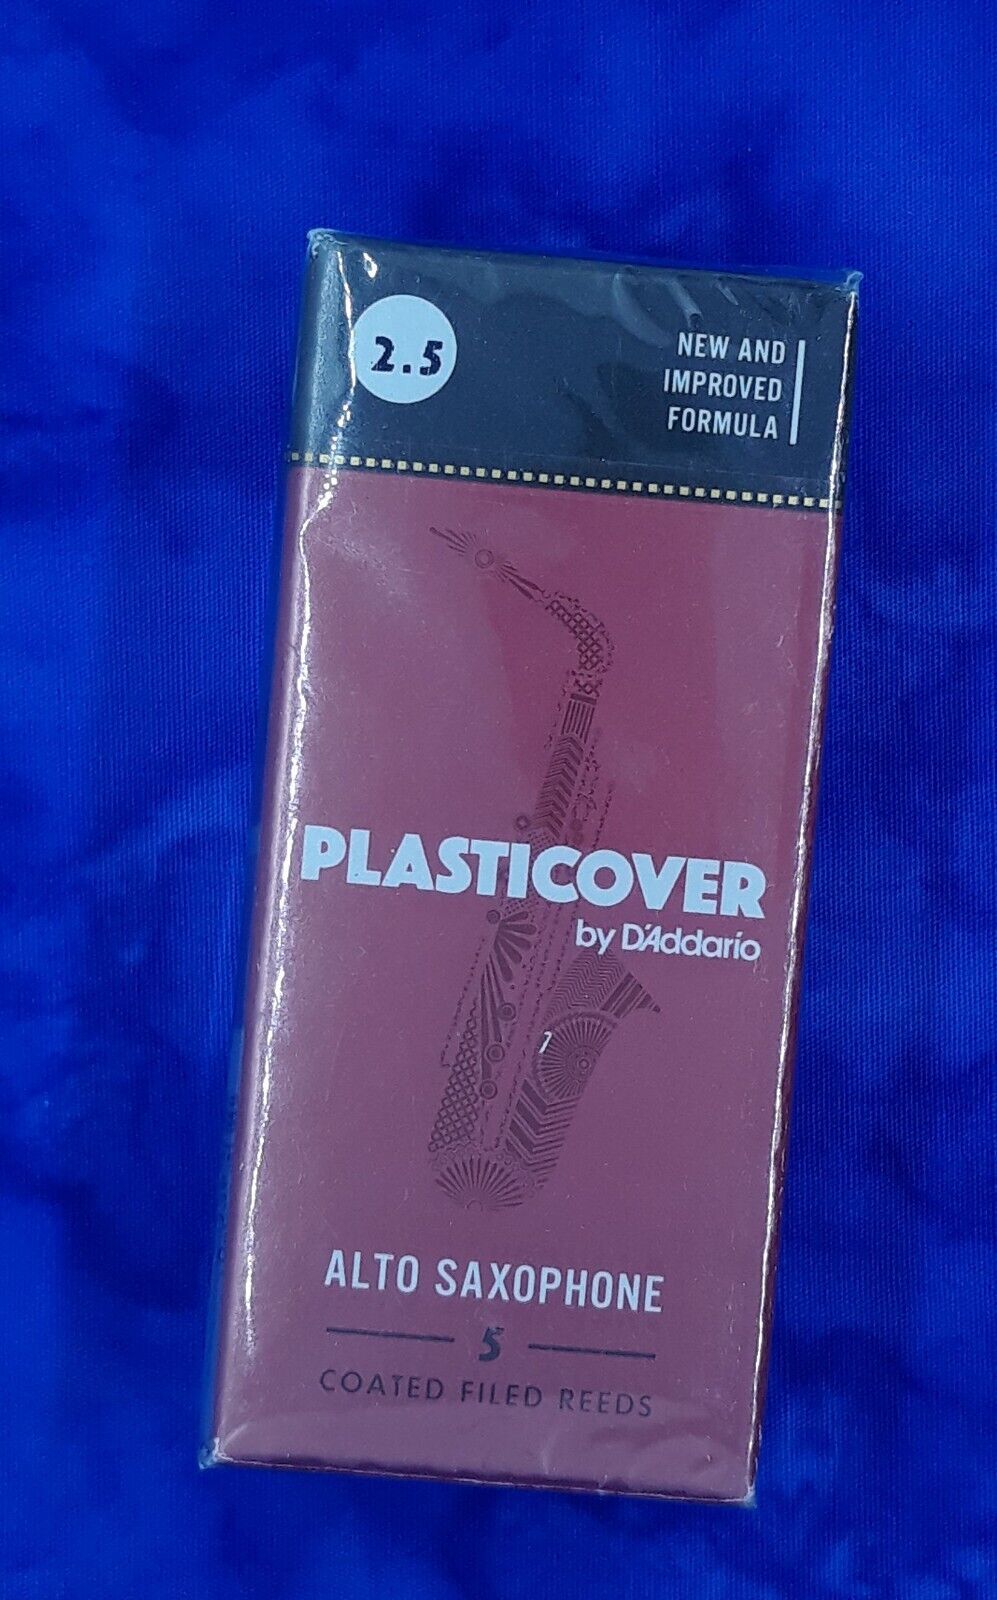 2.5
NEW AND
IMPROVED
FORMULA
PLASTICOVER
by D'Addario
ALTO SAXOPHONE
5
COATED FILED REEDS